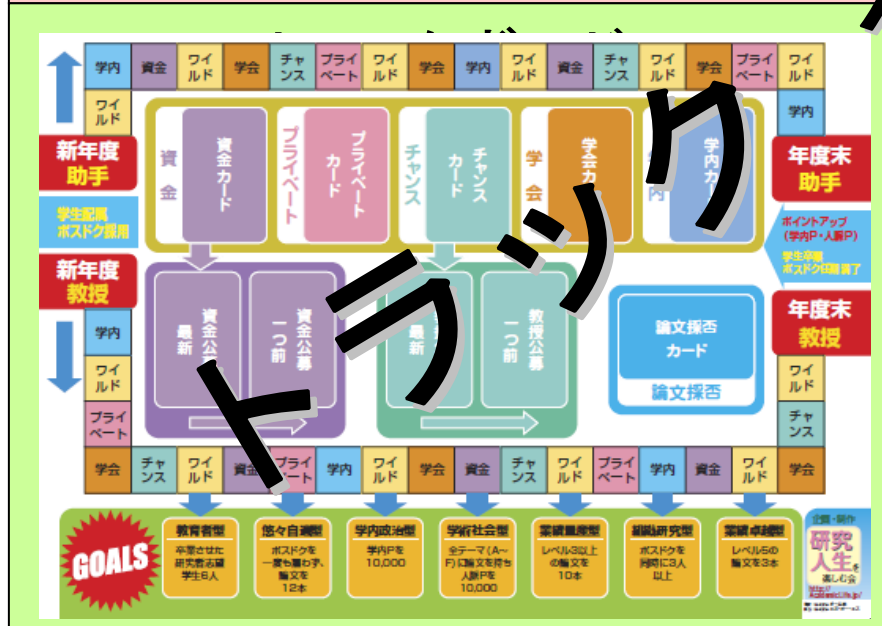 学内
資金
ワイルド
学会
チャンス
プライベート
ワイルド
学会
学内
ワイルド
資金
チャンス
ワイルド
学会
プライベート
ワイルド
ワイルド
学内
新年度
助手
年度末
助手
学生配属
ポスドク採用
ポイントアップ
(学内P・人脈P)
新年度
教授
年度末
教授
資金
資金カード
プライベート
プライベートカード
チャンス
チャンスカード
学会
学会カード
学内カード
トラック
資金公募
最新
資金公募
一つ前
最新
教授公募
一つ前
論文採否
カード
論文採否
学内
ワイルド
プライベート
ワイルド
チャンス
学会
チャンス
ワイルド
資金
プライベート
学内
ワイルド
学会
資金
チャンス
ワイルド
プライベート
学内
資金
ワイルド
学会
GOALS
教育者型
卒業させた
研究者志望
学生6人
悠々自適型
ポスドクを
一度も雇わず、
論文を
12本
学内政治型
学内Pを
10,000
学術社会型
全テーマ(A~
F)に論文を持ち
人脈Pを
10,000
業績量産型
レベル3以上
の論文を
10本
ポスドクを
同時に3人
以上
業績卓越型
レベル5の
論文を3本
企画・制作
研究
人生を
楽しむ会